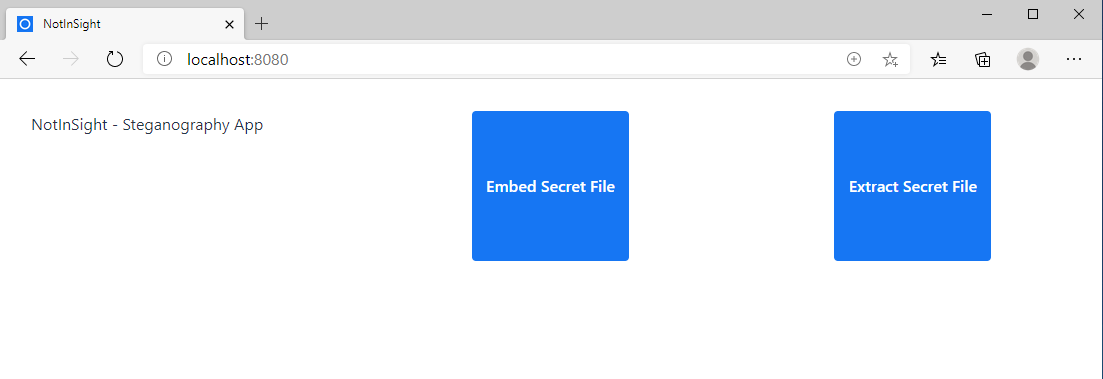 NotInSight
localhost:8080
NotInSight - Steganography App
Embed Secret File
Extract Secret File